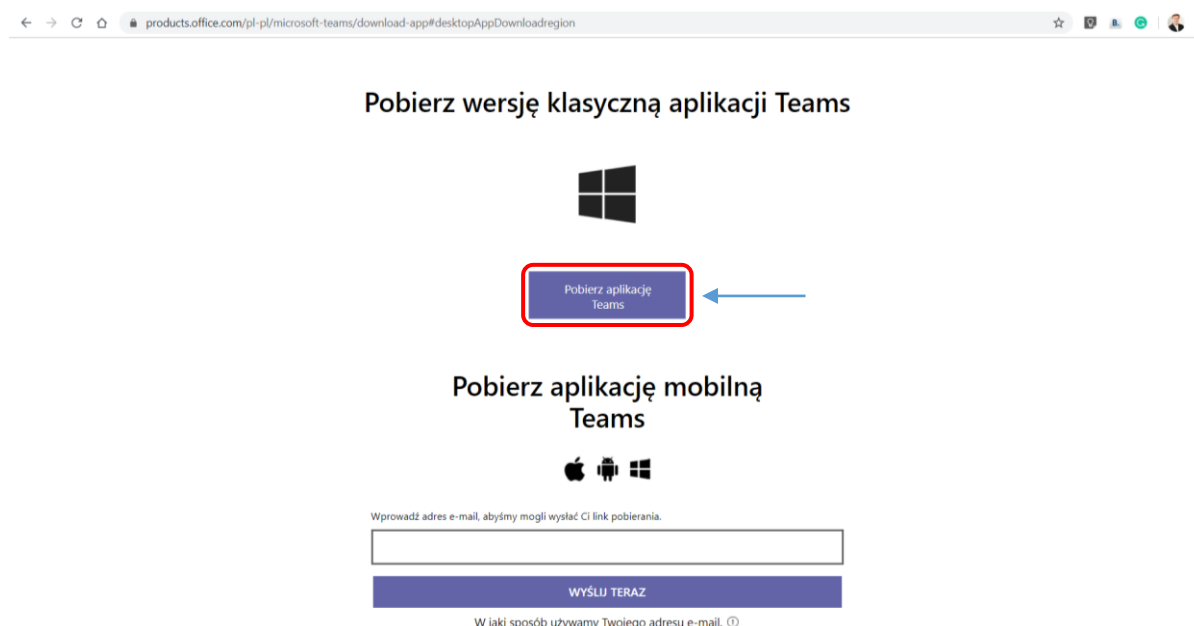 products.office.com/pl-pl/microsoft-teams/download-app#desktopAppDownloadregion
B.
G
Pobierz wersję klasyczną aplikacji Teams
Pobierz aplikację
Teams
Pobierz aplikację mobilną
Teams
Wprowadź adres e-mail, abyśmy mogli wysłać Ci link pobierania.
WYŚLIJ TERAZ
W jaki sposób używamy Twojego adresu e-mail.